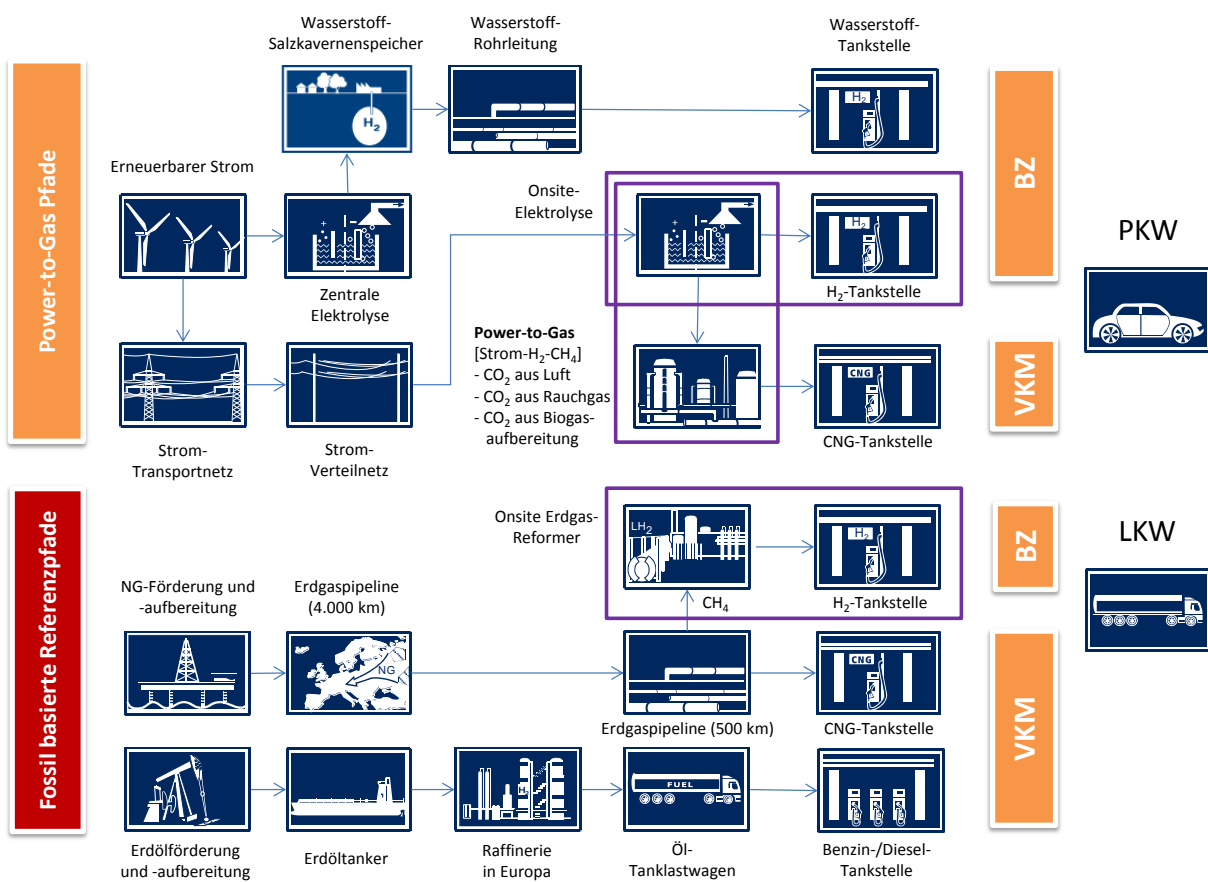 Power-to-Gas Pfade
Wasserstoff-
Salzkavernenspeicher
Wasserstoff-
Rohrleitung
Wasserstoff-
Tankstelle
H2
H2
Erneuerbarer Strom
Zentrale
Elektrolyse
Onsite-
Elektrolyse
H2
H2-Tankstelle
BZ
Strom-
Transportnetz
Strom-
Verteilnetz
Power-to-Gas
[Strom-H2-CH4]
- CO2 aus Luft
- CO2 aus Rauchgas
- CO2 aus Biogas-
aufbereitung
CNG
CNG-Tankstelle
VKM
PKW
Fossil basierte Referenzpfade
Onsite Erdgas-
Reformer
LH2
CH4
H2
H2-Tankstelle
BZ
LKW
NG-Förderung und
-aufbereitung
Erdgaspipeline
(4.000 km)
NG
Erdgaspipeline (500 km)
CNG
CNG-Tankstelle
VKM
Erdölförderung
und -aufbereitung
Erdöltanker
H2
Raffinerie
in Europa
FUEL
Öl-
Tanklastwagen
Benzin-/Diesel-
Tankstelle